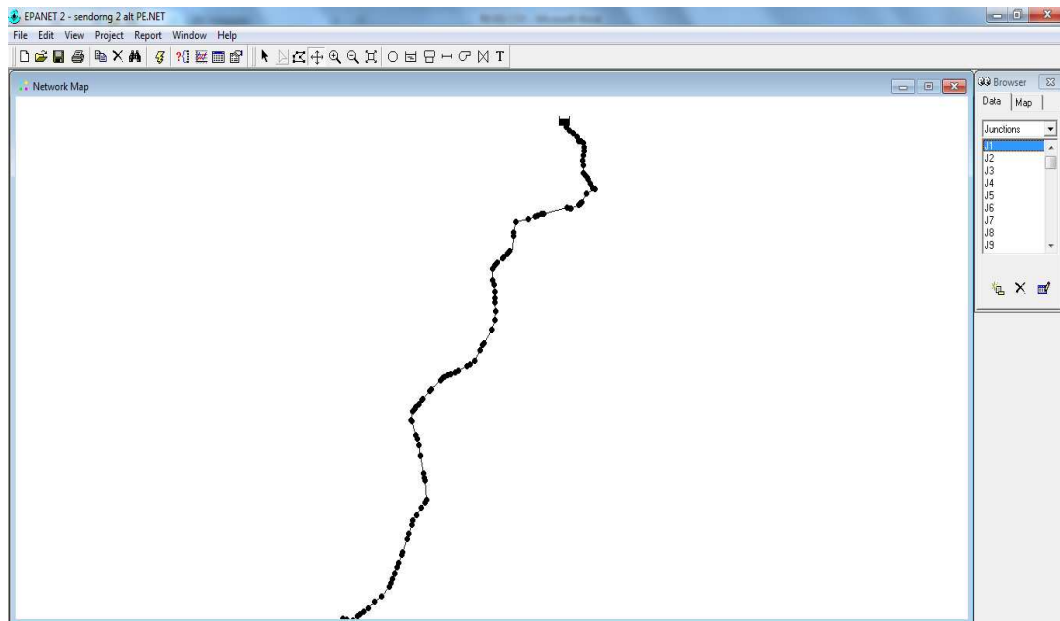 EPANET 2 - sendorng 2 alt PE.NET
File Edit View Project Report Window Help
T
Network Map
Browser
Data Map
Junctions
J1
J2
J3
J4
J5
J6
J7
J8
J9